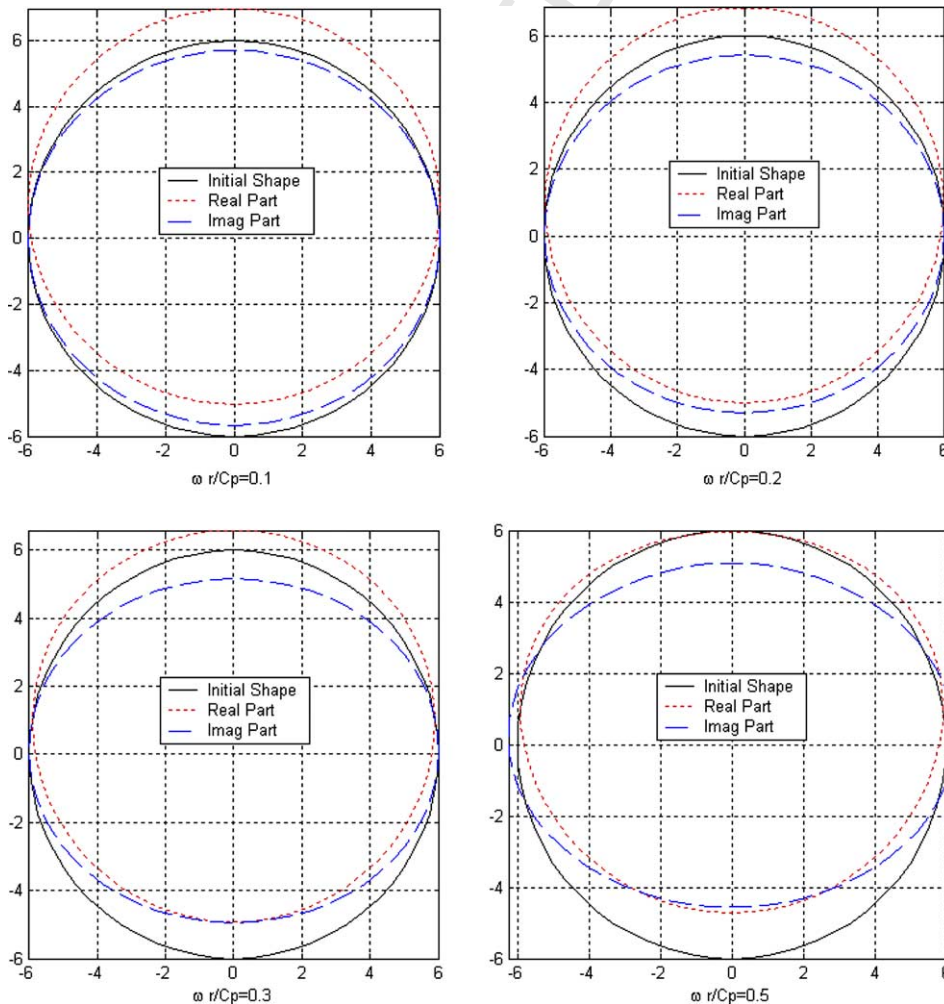 6
4
2
0
-2
-4
-6
Initial Shape
Real Part
Imag Part
-6 -4 -2 0 2 4 6
ω r/Cp=0.1
6
4
2
0
-2
-4
-6
Initial Shape
Real Part
Imag Part
-6 -4 -2 0 2 4 6
ω r/Cp=0.2
6
4
2
0
-2
-4
-6
Initial Shape
Real Part
Imag Part
-6 -4 -2 0 2 4 6
ω r/Cp=0.3
6
4
2
0
-2
-4
-6
Initial Shape
Real Part
Imag Part
-6 -4 -2 0 2 4 6
ω r/Cp=0.5